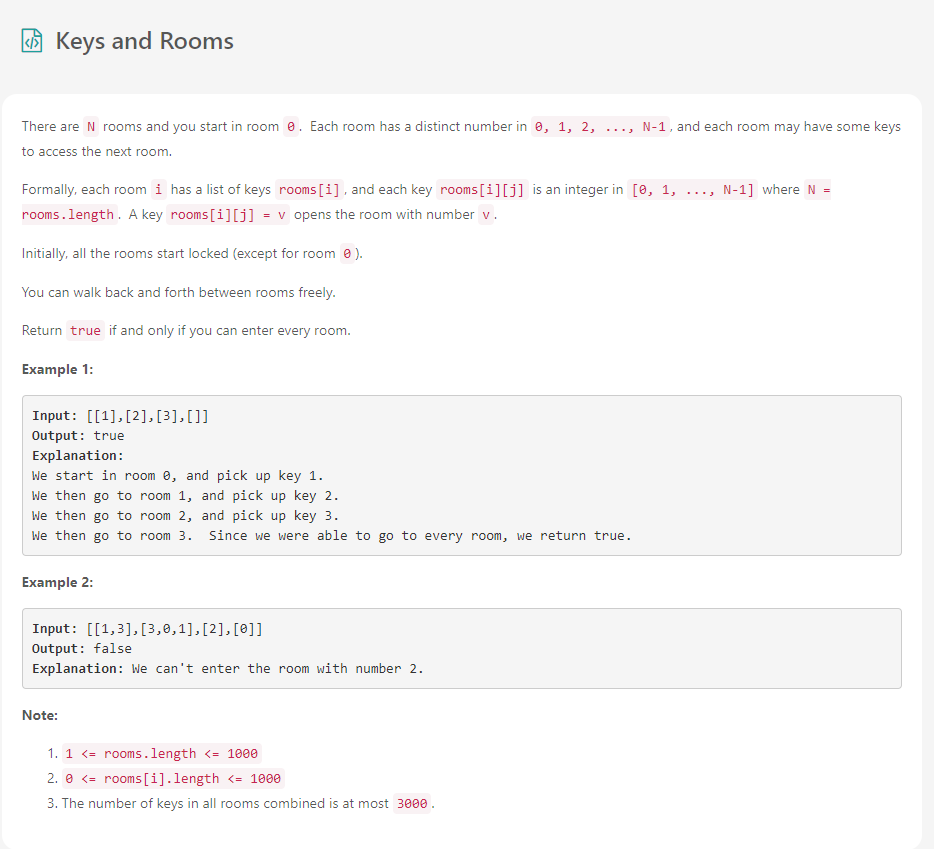 Keys and Rooms
There are N rooms and you start in room 0. Each room has a distinct number in 0, 1, 2, ..., N-1, and each room may have some keys
to access the next room.
Formally, each room i has a list of keys rooms[i], and each key rooms[i][j] is an integer in [0, 1, ..., N-1] where N =
rooms.length. A key rooms[i][j] = v opens the room with number v.
Initially, all the rooms start locked (except for room 0).
You can walk back and forth between rooms freely.
Return true if and only if you can enter every room.
Example 1:
Input: [[1],[2],[3],[]]
Output: true
Explanation:
We start in room 0, and pick up key 1.
We then go to room 1, and pick up key 2.
We then go to room 2, and pick up key 3.
We then go to room 3.  Since we were able to go to every room, we return true.
Example 2:
Input: [[1,3],[3,0,1],[2],[0]]
Output: false
Explanation: We can't enter the room with number 2.
Note:
1. 1 <= rooms.length <= 1000
2. 0 <= rooms[i].length <= 1000
3. The number of keys in all rooms combined is at most 3000.